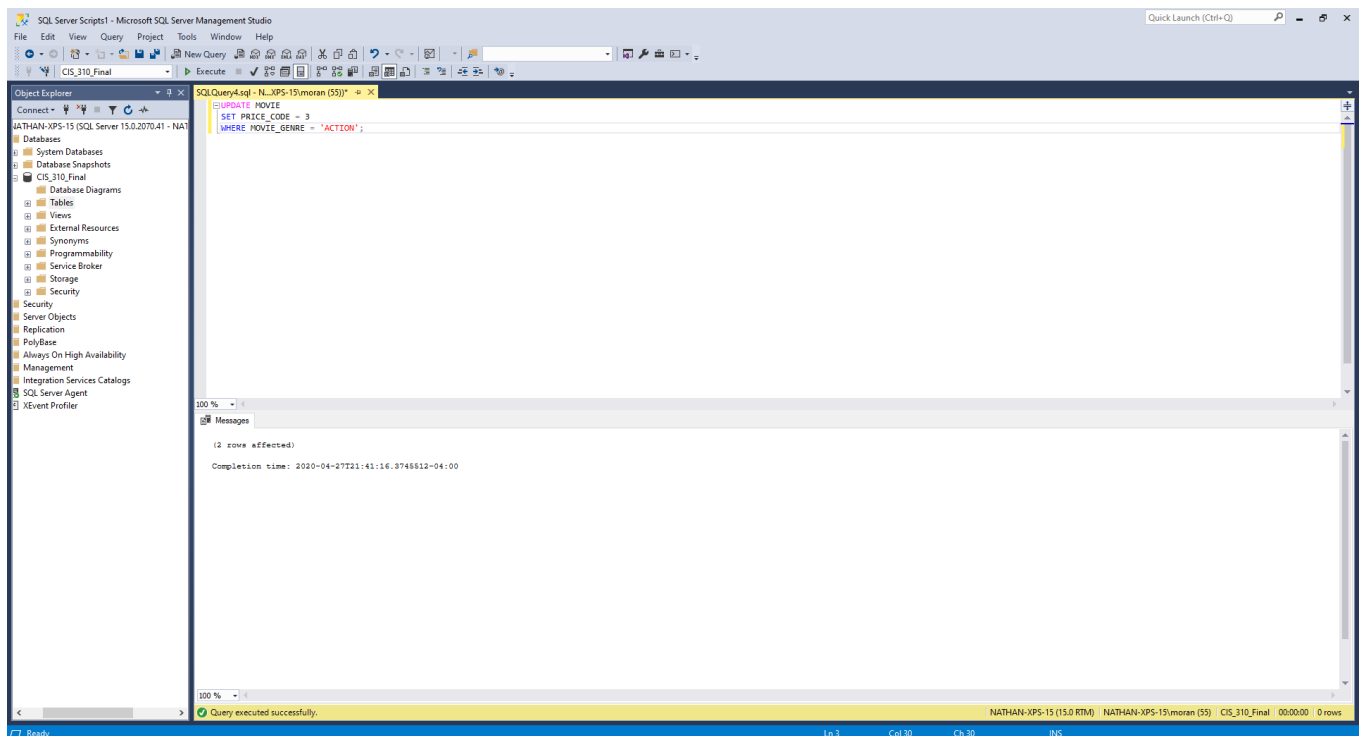 SQL Server Scripts1 - Microsoft SQL Server Management Studio
Quick Launch (Ctrl+Q)
File Edit View Query Project Tools Window Help
New Query
CIS_310_Final
Execute
Object Explorer
SQLQuery4.sql - N...XPS-15\moran (55))*
Connect
UPDATE MOVIE
SET PRICE_CODE = 3
WHERE MOVIE_GENRE = 'ACTION';
IATHAN-XPS-15 (SQL Server 15.0.2070.41 - NAT
Databases
System Databases
Database Snapshots
CIS_310_Final
Database Diagrams
Tables
Views
External Resources
Synonyms
Programmability
Service Broker
Storage
Security
Security
Server Objects
Replication
PolyBase
Always On High Availability
Management
Integration Services Catalogs
SQL Server Agent
XEvent Profiler
100 %
Messages
(2 rows affected)
Completion time: 2020-04-27T21:41:16.3745512-04:00
100 %
Query executed successfully.
NATHAN-XPS-15 (15.0 RTM) NATHAN-XPS-15\moran (55) CIS_310_Final 00:00:00 0 rows
Ready Ln 3 Col 30 Ch 30 INS